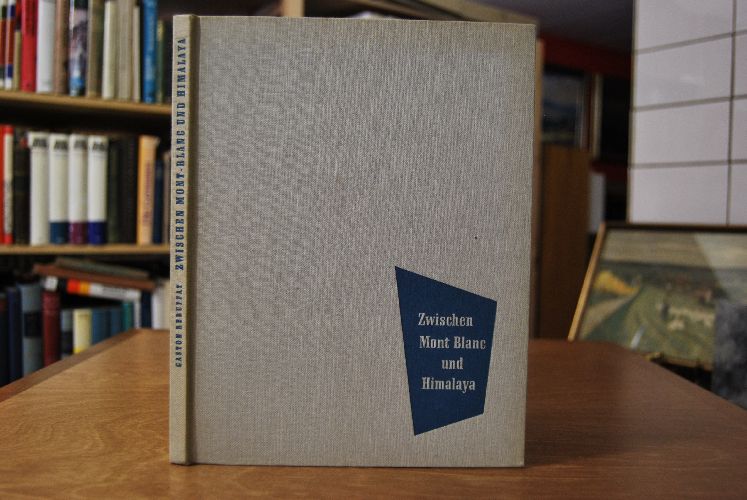 GASTON REBUFFAT ZWISCHEN MONT-BLANC UND HIMALAYA
Zwischen
Mont Blanc
und
Himalaya